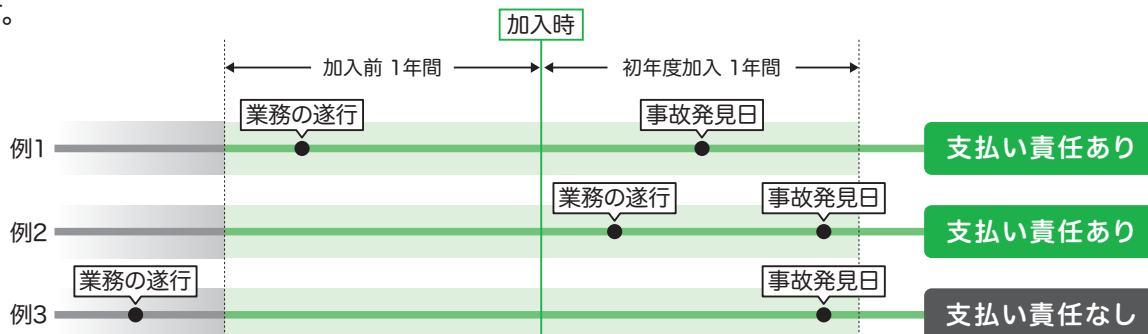 。
加入時
加入前 1年間
初年度加入 1年間
業務の遂行
事故発見日
例1
支払い責任あり
業務の遂行
事故発見日
例2
支払い責任あり
業務の遂行
事故発見日
例3
支払い責任なし